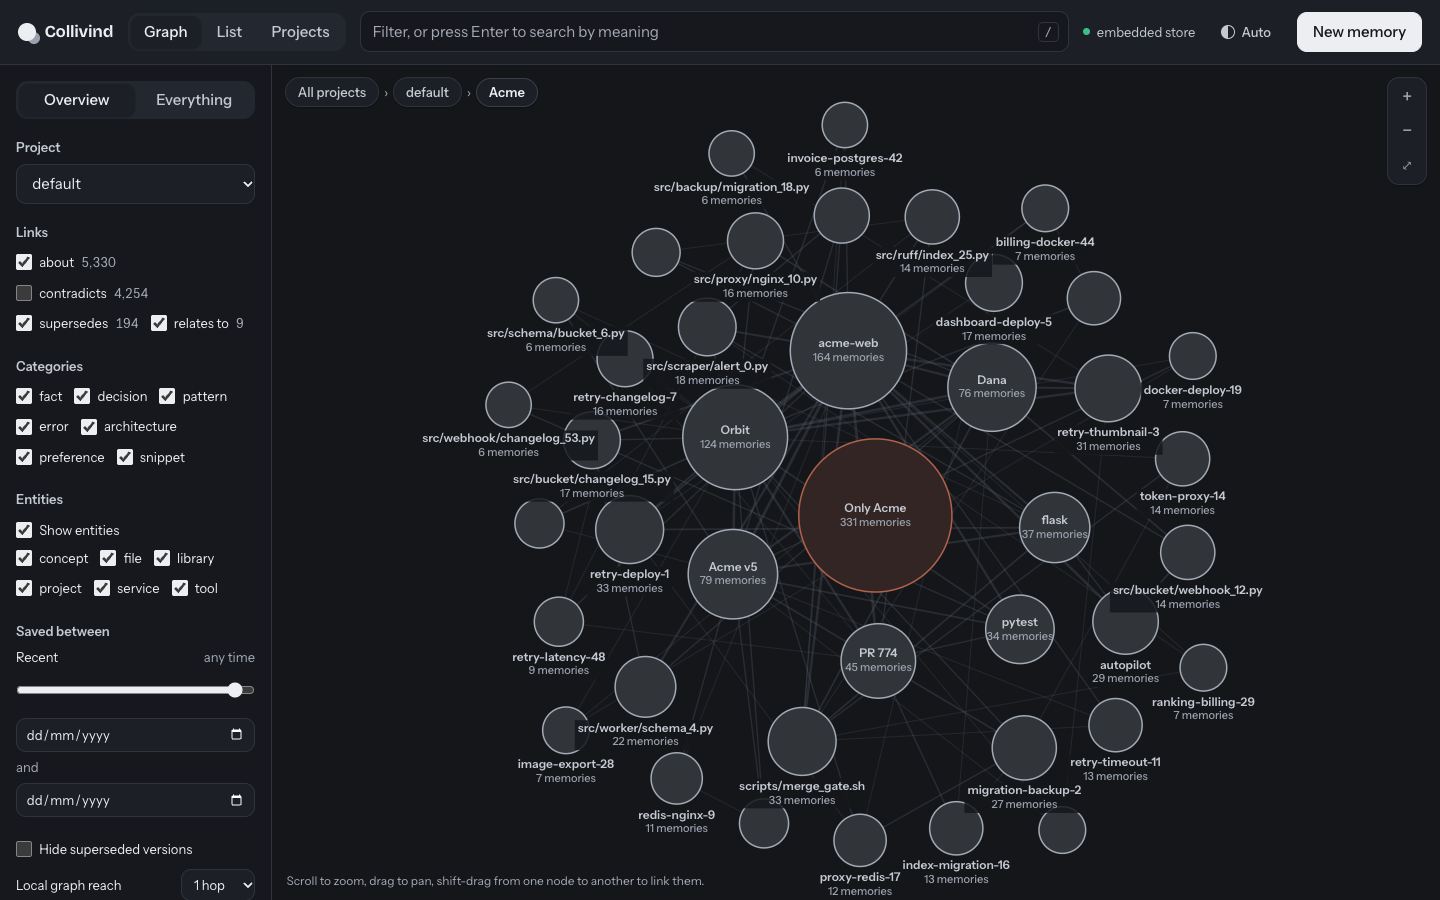 Collivind
Graph List Projects
Filter, or press Enter to search by meaning /
embedded store
Auto
New memory
Overview Everything
Project
default
Links
about 5,330
contradicts 4,254
supersedes 194 relates to 9
Categories
fact decision pattern
error architecture
preference snippet
Entities
Show entities
concept file library
project service tool
Saved between
Recent any time
dd/mm/yyyy
and
dd/mm/yyyy
Hide superseded versions
Local graph reach 1 hop
All projects › default › Acme
+
−
invoice-postgres-42
6 memories
src/backup/migration_18.py
6 memories
billing-docker-44
7 memories
src/ruff/index_25.py
14 memories
src/proxy/nginx_10.py
16 memories
dashboard-deploy-5
17 memories
src/schema/bucket_6.py
6 memories
acme-web
164 memories
src/scraper/alert_0.py
18 memories
Dana
76 memories
docker-deploy-19
7 memories
retry-changelog-7
16 memories
Orbit
124 memories
retry-thumbnail-3
31 memories
src/webhook/changelog_53.py
6 memories
src/bucket/changelog_15.py
17 memories
token-proxy-14
14 memories
Only Acme
331 memories
flask
37 memories
Acme v5
79 memories
retry-deploy-1
33 memories
src/bucket/webhook_12.py
14 memories
pytest
34 memories
PR 774
45 memories
retry-latency-48
9 memories
autopilot
29 memories
ranking-billing-29
7 memories
src/worker/schema_4.py
22 memories
image-export-28
7 memories
retry-timeout-11
13 memories
scripts/merge_gate.sh
33 memories
migration-backup-2
27 memories
redis-nginx-9
11 memories
index-migration-16
13 memories
proxy-redis-17
12 memories
Scroll to zoom, drag to pan, shift-drag from one node to another to link them.